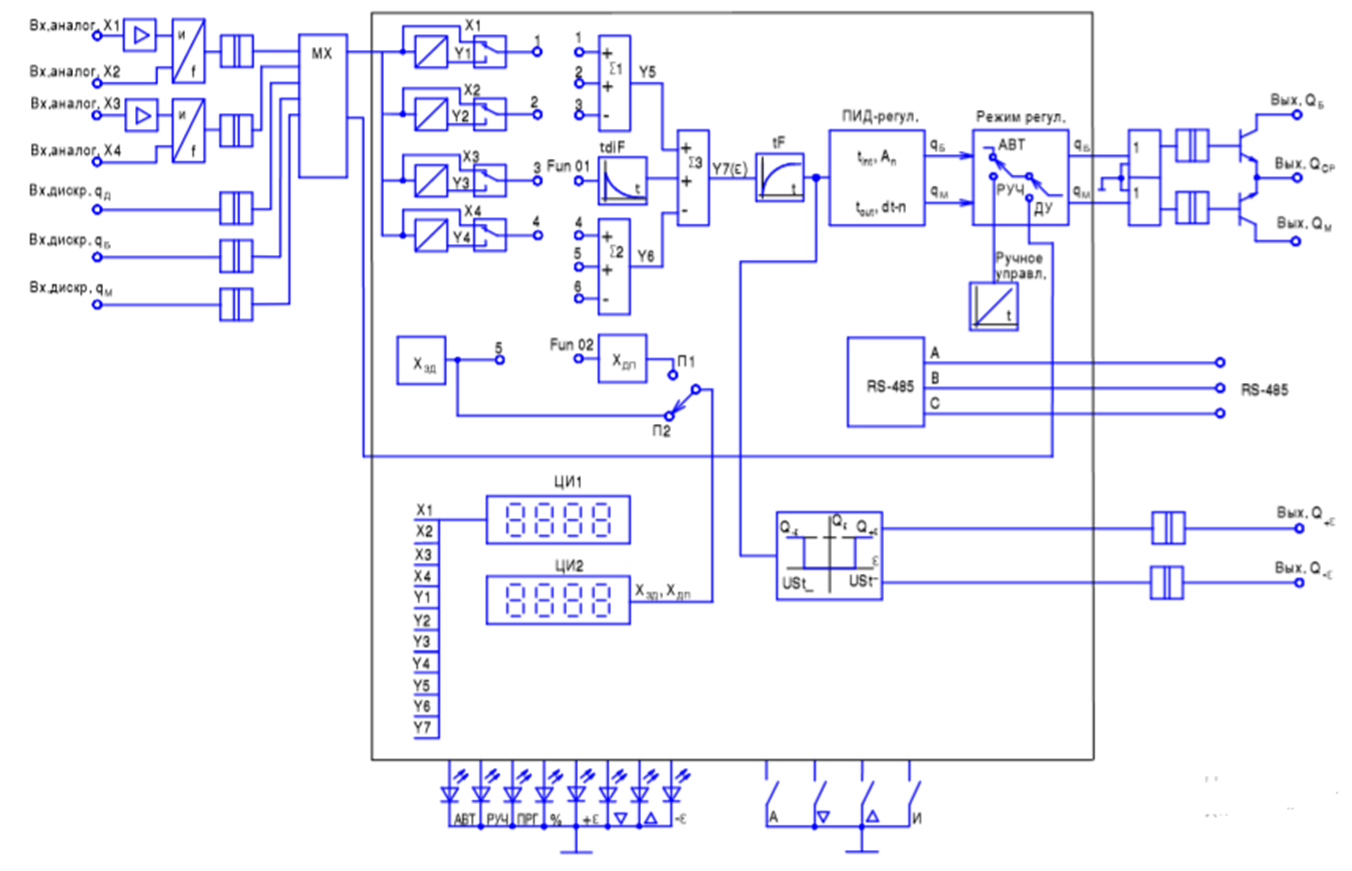 Вх.аналог. X1
Вх.аналог. X2
Вх.аналог. X3
Вх.аналог. X4
Вх.дискр. qД
Вх.дискр. qБ
Вх.дискр. qМ
и
f
и
f
МХ
X1
Y1
1
X2
Y2
2
X3
Y3
3
X4
Y4
4
1
2
3
+
+
-
Σ1
Y5
tdiF
Fun 01
t
4
5
6
+
+
-
Σ2
Y6
+
+
-
Σ3
Y7(ε)
tF
t
ПИД-регул.
tint, Aп
tout, dt-n
qБ
qМ
Режим регул.
АВТ
РУЧ
ДУ
qБ
qМ
1
1
Вых. QБ
Вых. QСР
Вых. QМ
Ручное
управл.
t
XЗД
5
Fun 02
XДП
П1
П2
RS-485
A
B
C
RS-485
ЦИ1
8888
ЦИ2
8888
XЗД, XДП
X1
X2
X3
X4
Y1
Y2
Y3
Y4
Y5
Y6
Y7
Q-ε
Qε
Q+ε
ε
USt_
USt‾
Вых. Q+ε
Вых. Q-ε
АВТ
РУЧ
ПРГ
%
+ε
▽
△
-ε
А
▽
△
И